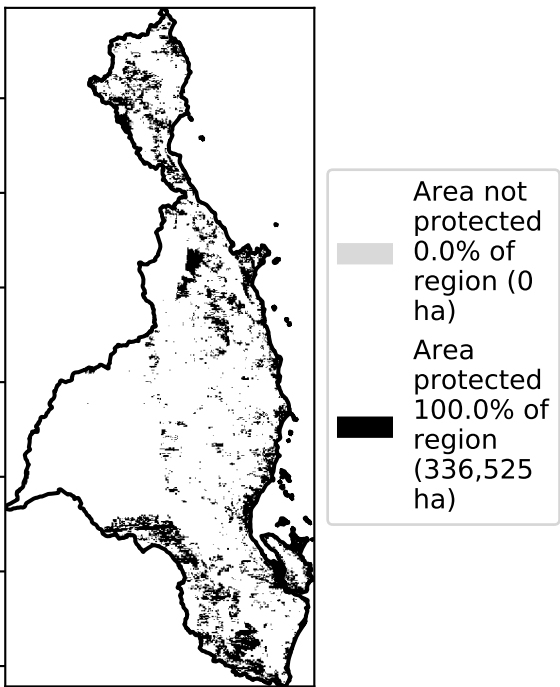 Area not
protected
0.0% of
region (0
ha)
Area
protected
100.0% of
region
(336,525
ha)